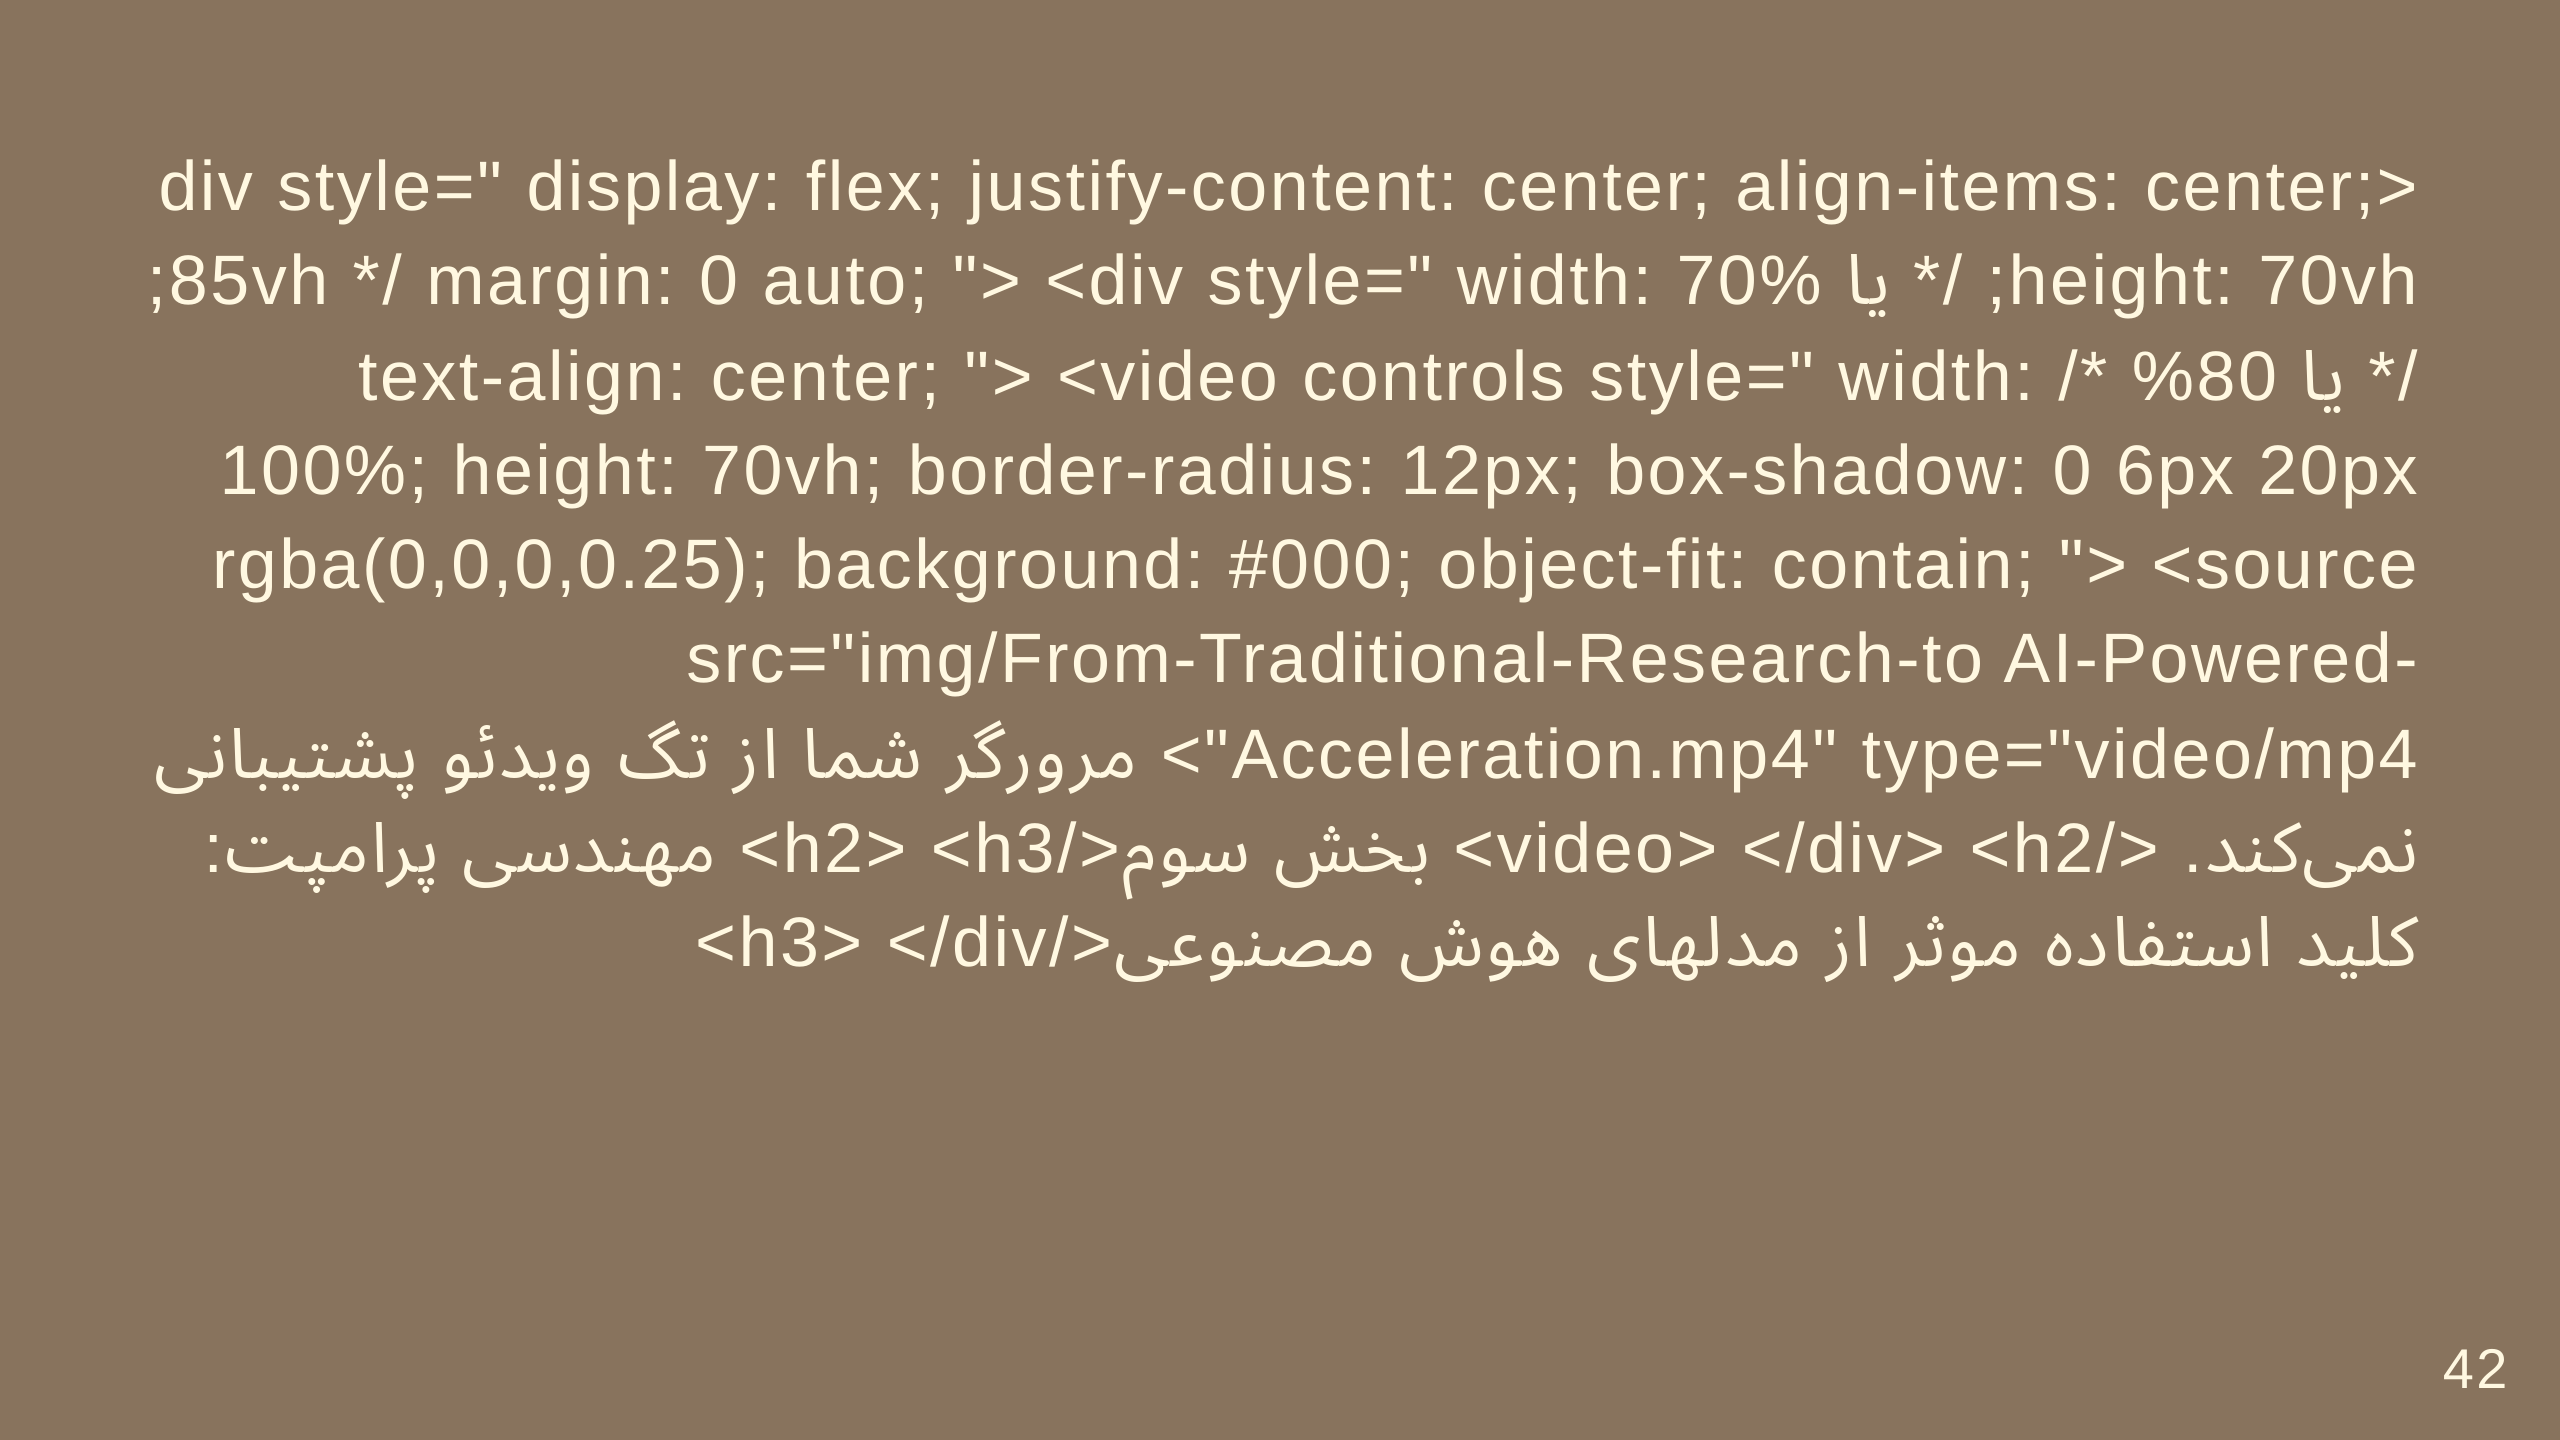 <div style=" display: flex; justify-content: center; align-items: center;
height: 70vh; /* یا 85vh */ margin: 0 auto; "> <div style=" width: 70%;
/* یا 80% */ text-align: center; "> <video controls style=" width:
100%; height: 70vh; border-radius: 12px; box-shadow: 0 6px 20px
rgba(0,0,0,0.25); background: #000; object-fit: contain; "> <source
src="img/From-Traditional-Research-to AI-Powered-
Acceleration.mp4" type="video/mp4"> مرورگر شما از تگ ویدئو پشتیبانی
نمی‌کند. </video> </div> <h2> بخش سوم</h2> <h3> مهندسی پرامپت:
کلید استفاده موثر از مدلهای هوش مصنوعی</h3> </div>
42